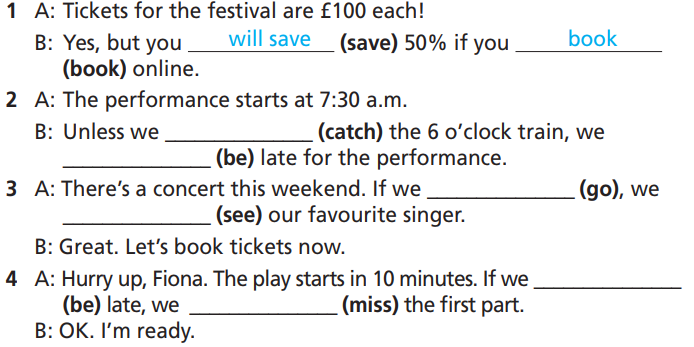 1 A: Tickets for the festival are £100 each!
B: Yes, but you will save (save) 50% if you book
(book) online.
2 A: The performance starts at 7:30 a.m.
B: Unless we ______________ (catch) the 6 o’clock train, we
______________ (be) late for the performance.
3 A: There’s a concert this weekend. If we ______________ (go), we
______________ (see) our favourite singer.
B: Great. Let’s book tickets now.
4 A: Hurry up, Fiona. The play starts in 10 minutes. If we ______________
(be) late, we ______________ (miss) the first part.
B: OK. I’m ready.